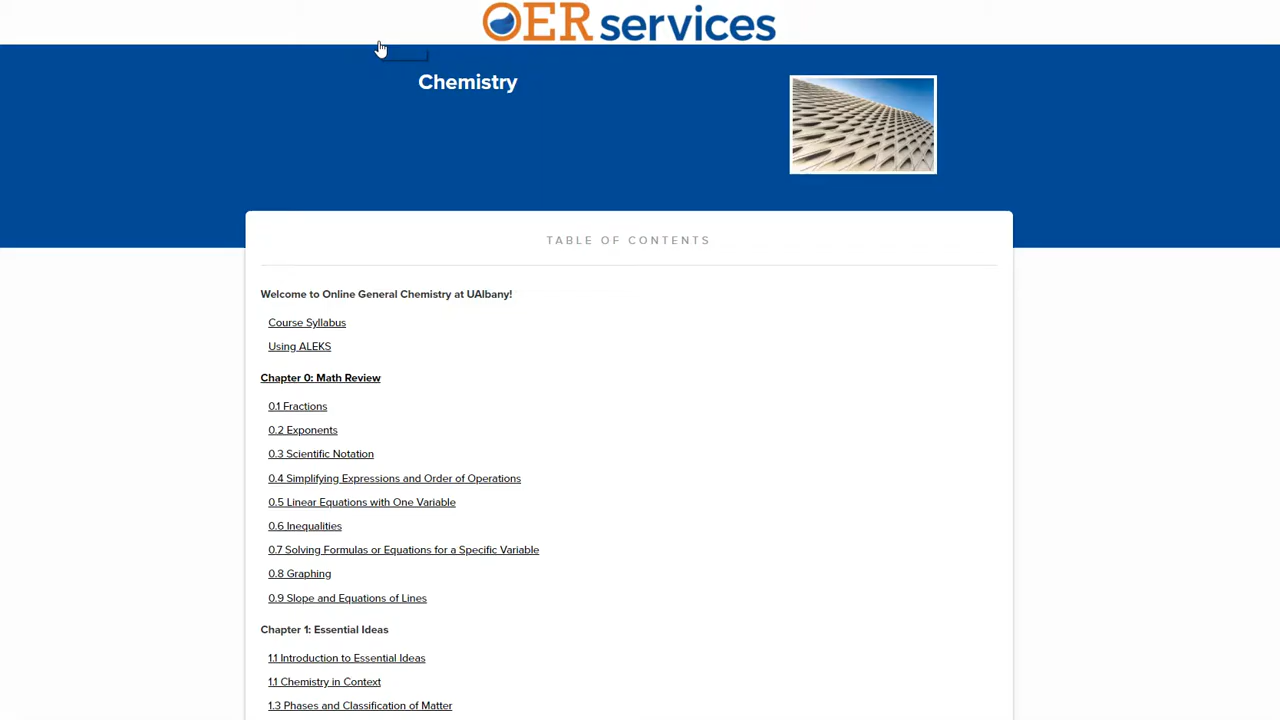 OER services
Chemistry
TABLE OF CONTENTS
Welcome to Online General Chemistry at UAlbany!
Course Syllabus
Using ALEKS
Chapter 0: Math Review
0.1 Fractions
0.2 Exponents
0.3 Scientific Notation
0.4 Simplifying Expressions and Order of Operations
0.5 Linear Equations with One Variable
0.6 Inequalities
0.7 Solving Formulas or Equations for a Specific Variable
0.8 Graphing
0.9 Slope and Equations of Lines
Chapter 1: Essential Ideas
1.1 Introduction to Essential Ideas
1.1 Chemistry in Context
1.3 Phases and Classification of Matter